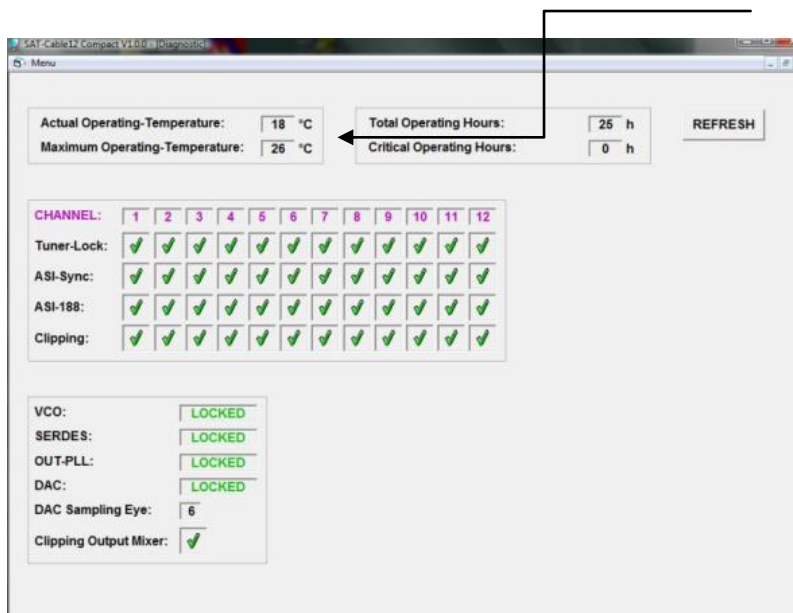 SAT-Cable12 Compact V1.0.0 - [Diagnostic]
Menu
Actual Operating-Temperature: 18 °C
Maximum Operating-Temperature: 26 °C
Total Operating Hours: 25 h
Critical Operating Hours: 0 h
REFRESH
CHANNEL: 1 2 3 4 5 6 7 8 9 10 11 12
Tuner-Lock:
ASI-Sync:
ASI-188:
Clipping:
VCO: LOCKED
SERDES: LOCKED
OUT-PLL: LOCKED
DAC: LOCKED
DAC Sampling Eye: 6
Clipping Output Mixer: